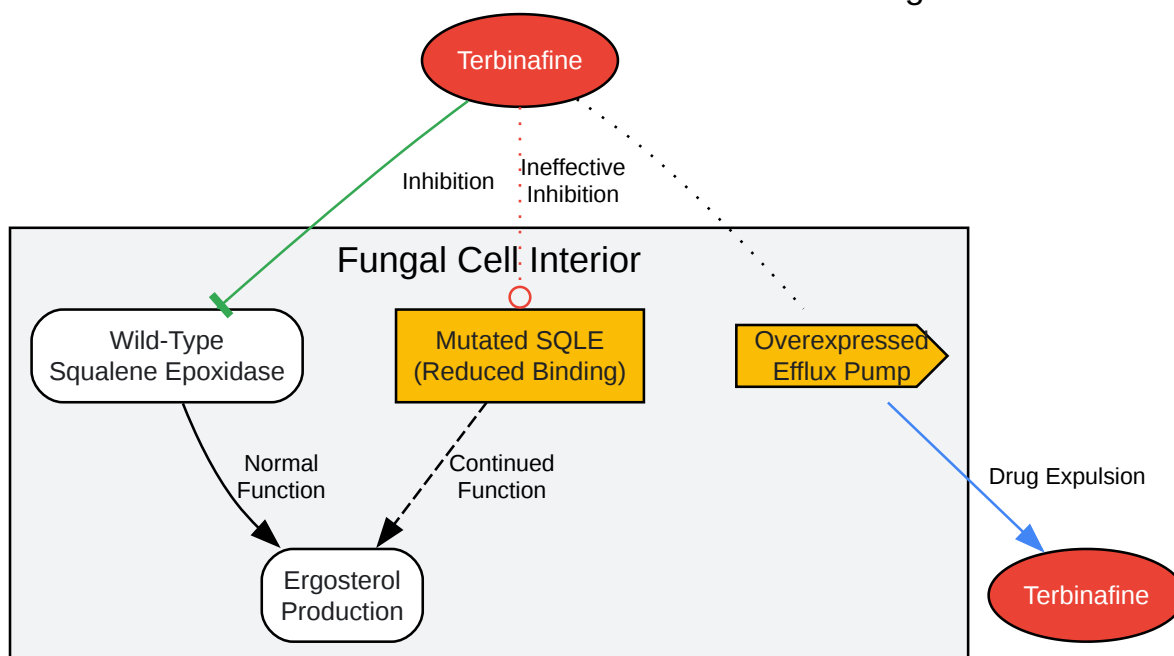 Terbinafine
Inhibition
Ineffective
Inhibition
Fungal Cell Interior
Wild-Type
Squalene Epoxidase
Mutated SQLE
(Reduced Binding)
Overexpressed
Efflux Pump
Normal
Function
Continued
Function
Drug Expulsion
Ergosterol
Production
Terbinafine